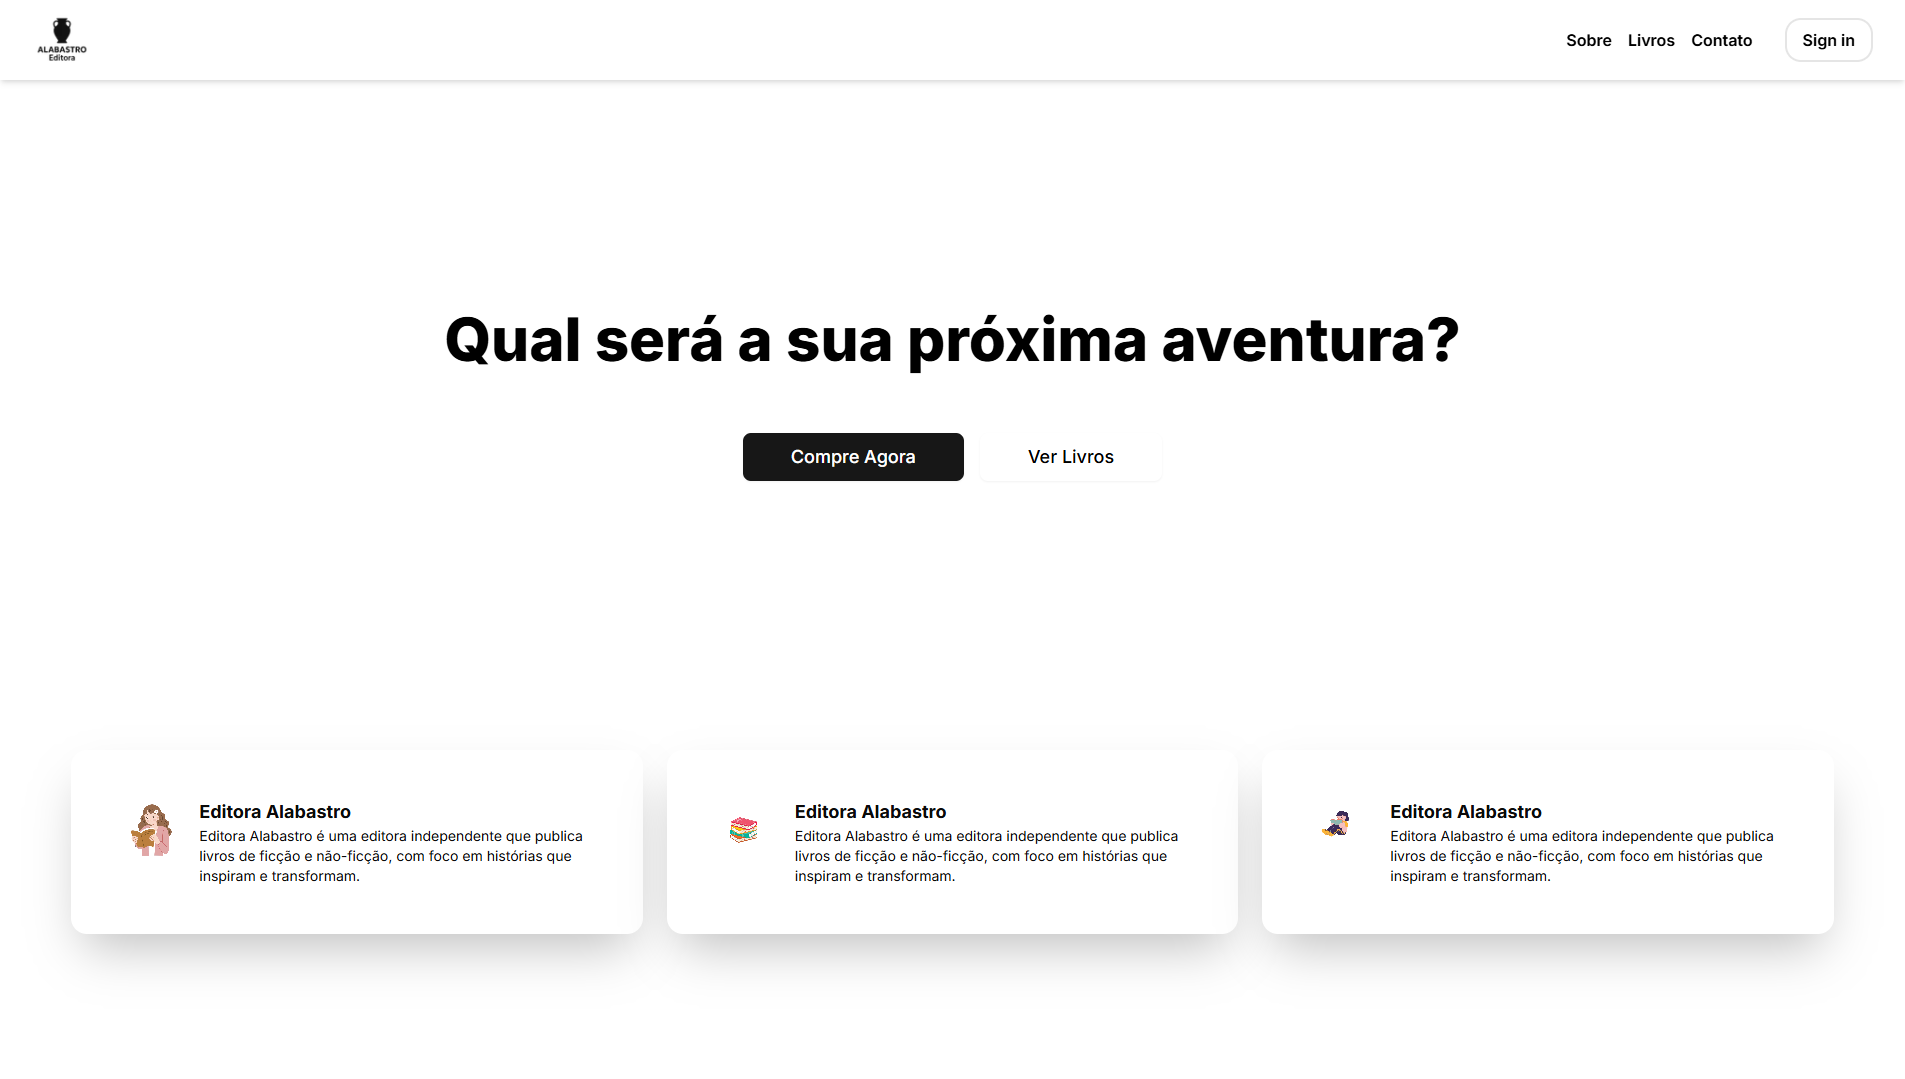 ALABASTRO
Editora
Sobre Livros Contato Sign in
Qual será a sua próxima aventura?
Compre Agora Ver Livros
Editora Alabastro
Editora Alabastro é uma editora independente que publica
livros de ficção e não-ficção, com foco em histórias que
inspiram e transformam.
Editora Alabastro
Editora Alabastro é uma editora independente que publica
livros de ficção e não-ficção, com foco em histórias que
inspiram e transformam.
Editora Alabastro
Editora Alabastro é uma editora independente que publica
livros de ficção e não-ficção, com foco em histórias que
inspiram e transformam.